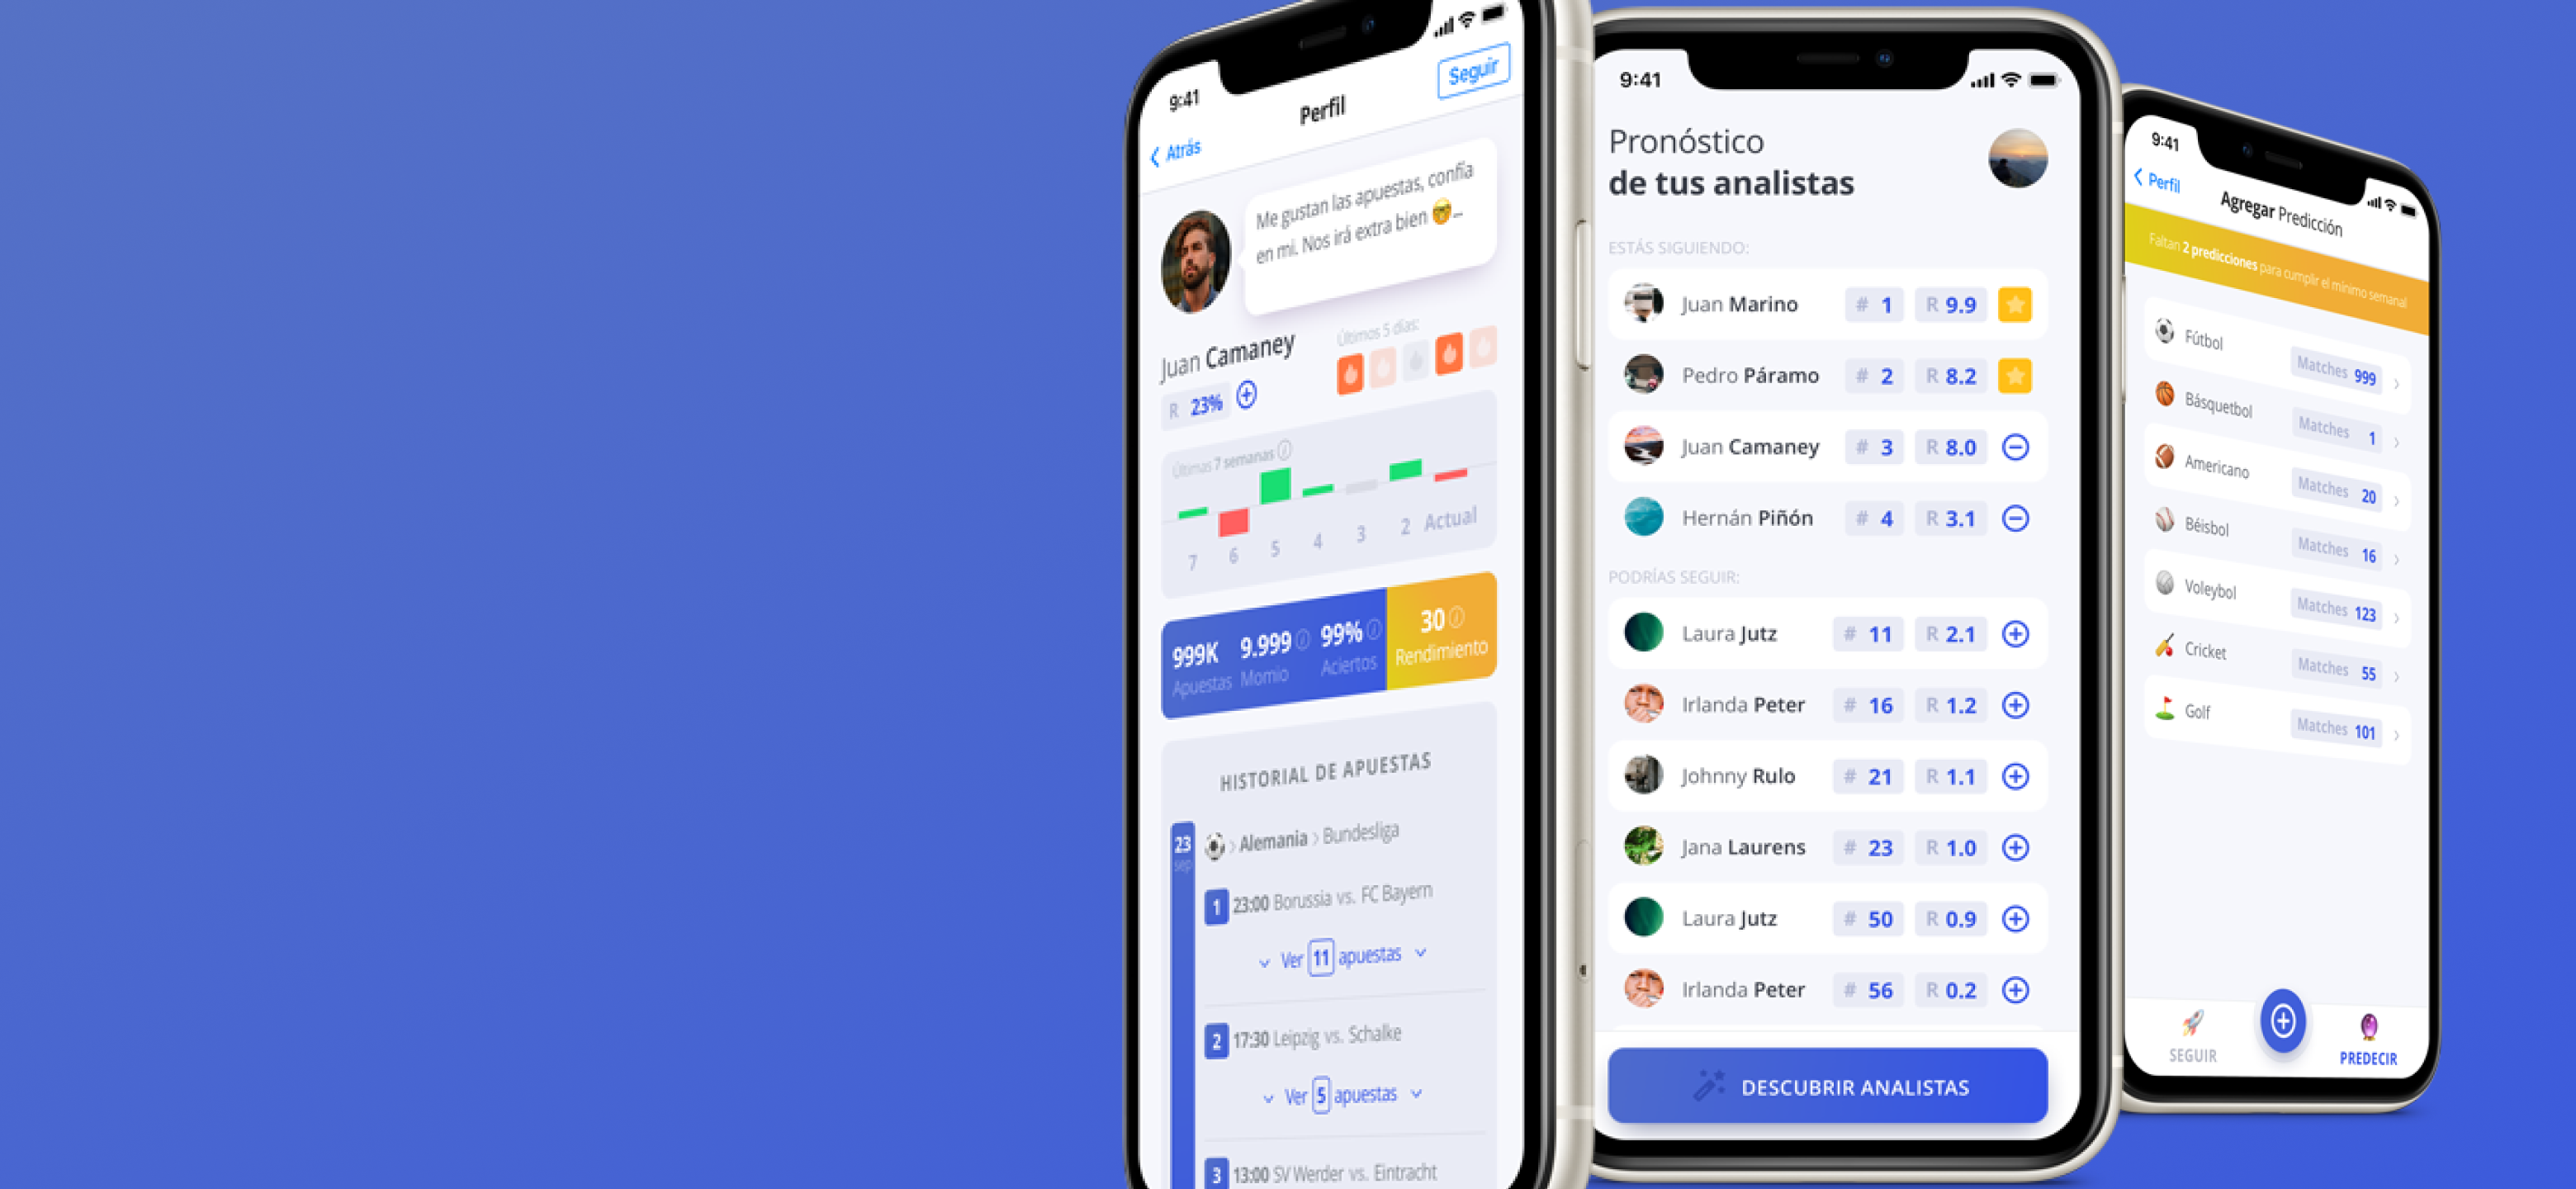 9:41
Seguir
Perfil
Atrás
Me gustan las apuestas, confía
en mi. Nos irá extra bien 🤓...
Juan Camaney
Últimos 5 días:
R 23%
Últimas 7 semanas
7 6 5 4 3 2 Actual
999K 9.999 99% 30
Apuestas Momio Aciertos Rendimiento
HISTORIAL DE APUESTAS
23
sep
Alemania > Bundesliga
1 23:00 Borussia vs. FC Bayern
Ver 11 apuestas
2 17:30 Leipzig vs. Schalke
Ver 5 apuestas
3 13:00 SV Werder vs. Eintracht
9:41
Pronóstico
de tus analistas
ESTÁS SIGUIENDO:
Juan Marino # 1 R 9.9
Pedro Páramo # 2 R 8.2
Juan Camaney # 3 R 8.0
Hernán Piñón # 4 R 3.1
PODRÍAS SEGUIR:
Laura Jutz # 11 R 2.1
Irlanda Peter # 16 R 1.2
Johnny Rulo # 21 R 1.1
Jana Laurens # 23 R 1.0
Laura Jutz # 50 R 0.9
Irlanda Peter # 56 R 0.2
DESCUBRIR ANALISTAS
9:41
Perfil
Agregar Predicción
Faltan 2 predicciones para cumplir el mínimo semanal
Fútbol Matches 999
Básquetbol Matches 1
Americano Matches 20
Béisbol Matches 16
Voleybol Matches 123
Cricket Matches 55
Golf Matches 101
SEGUIR
PREDECIR